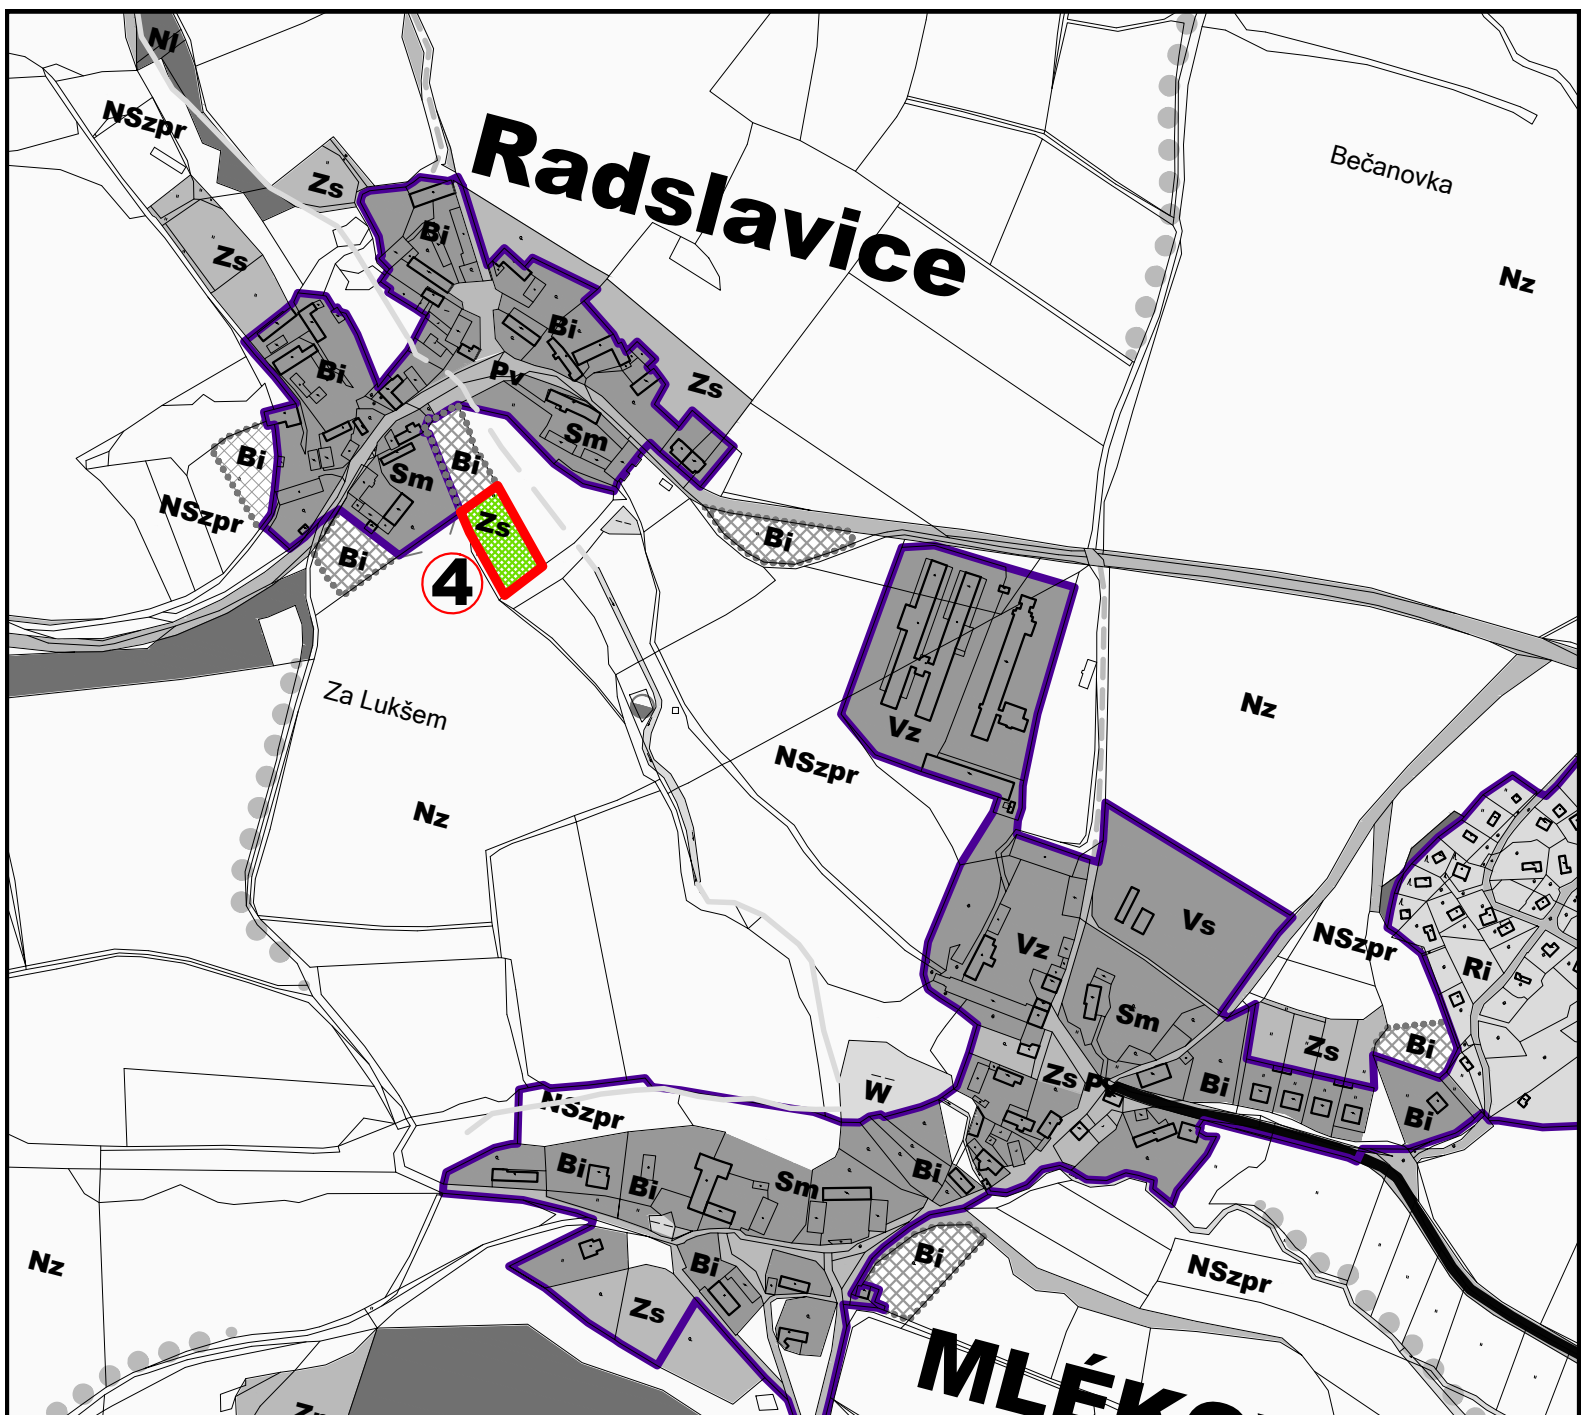 Nl
NSzpr
Radslavice
Bečanovka
Zs
Bi
Zs
Nz
Bi
Bi
Pv
Zs
Sm
Bi
Bi
Sm
NSzpr
Zs
Bi
Bi
4
Za Lukšem
Nz
Vz
NSzpr
Nz
Vs
Vz
NSzpr
Ri
Sm
Bi
Zs
Zs
Bi
W
NSzpr
Bi
Bi
Bi
Sm
Bi
Bi
Bi
Nz
NSzpr
Zs
MLÉK